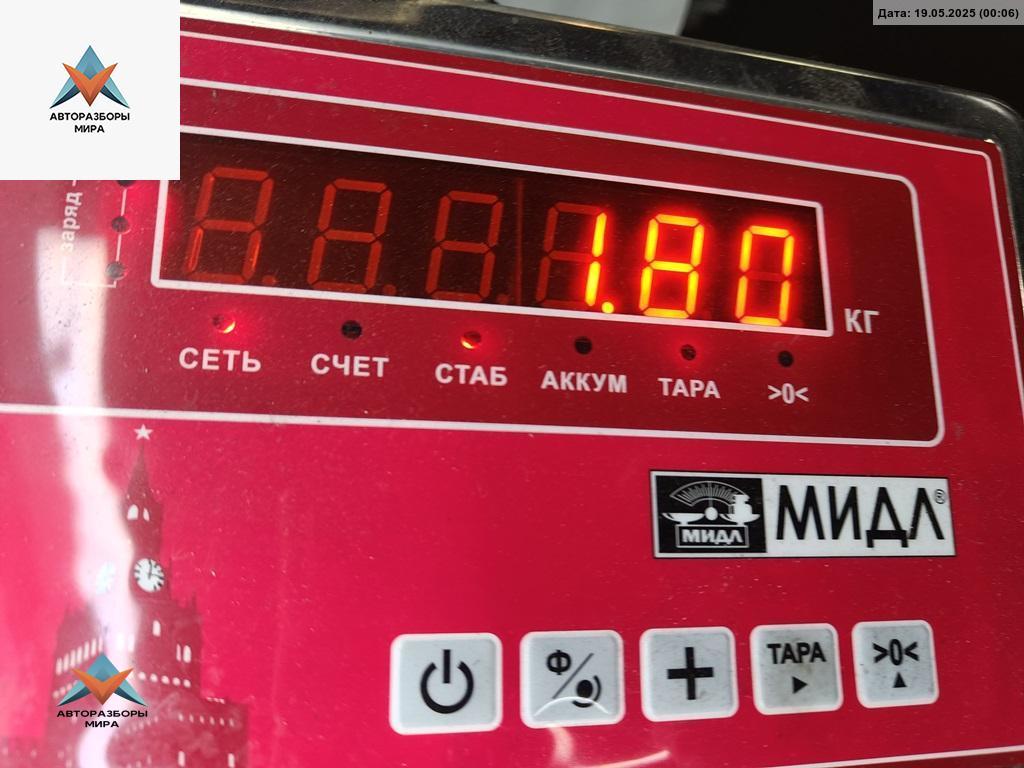 Дата: 19.05.2025 (00:06)
АВТОРАЗБОРЫ
МИРА
заряд
1.80
КГ
СЕТЬ СЧЕТ СТАБ АККУМ ТАРА >0<
МИДЛ МИДЛ®
Ф ТАРА >0<
АВТОРАЗБОРЫ
МИРА